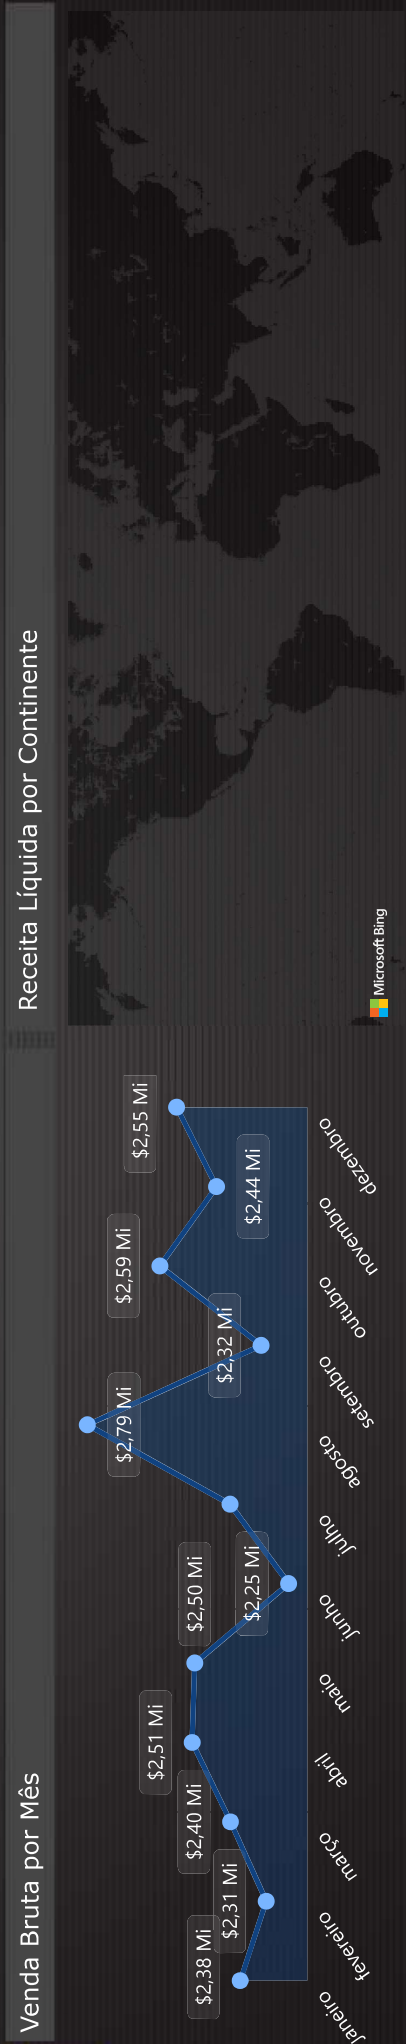 Venda Bruta por Mês
$2,38 Mi
$2,31 Mi
$2,40 Mi
$2,51 Mi
$2,50 Mi
$2,25 Mi
$2,79 Mi
$2,32 Mi
$2,59 Mi
$2,44 Mi
$2,55 Mi
janeiro
fevereiro
março
abril
maio
junho
julho
agosto
setembro
outubro
novembro
dezembro
Receita Líquida por Continente
Microsoft Bing